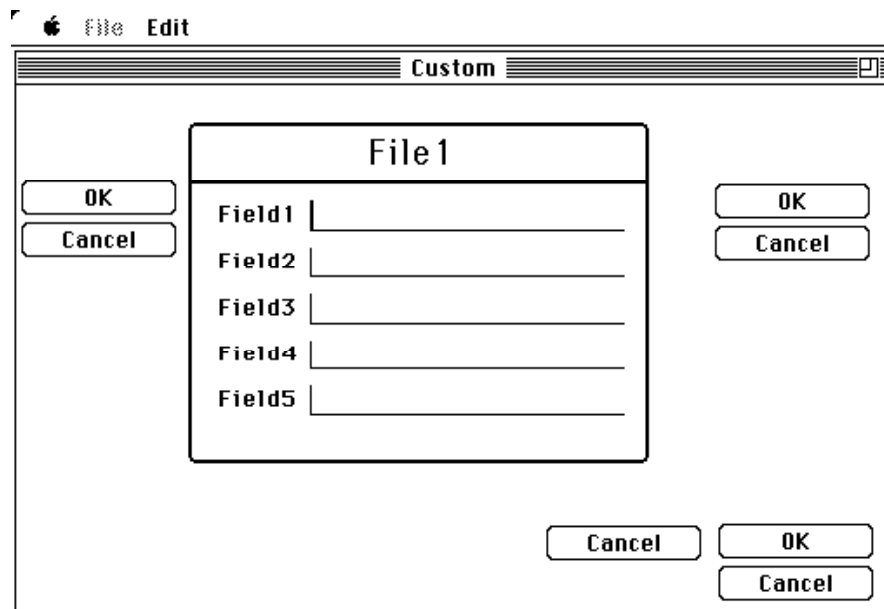 File Edit
Custom
File1
OK
Cancel
Field1
Field2
Field3
Field4
Field5
OK
Cancel
Cancel OK
Cancel